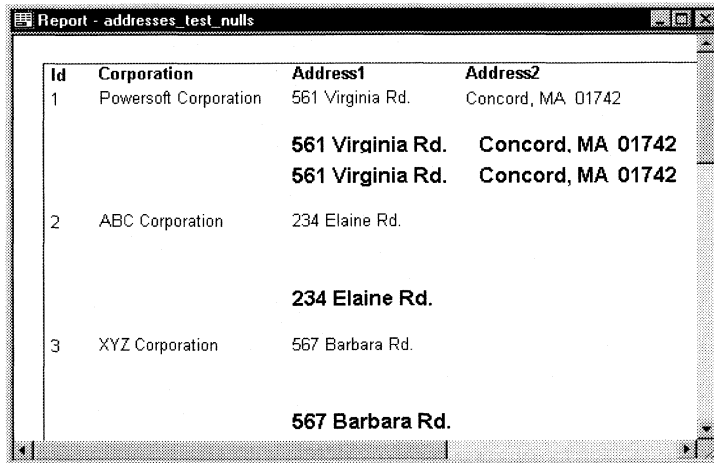 Report - addresses_test_nulls
Id Corporation Address1 Address2
1 Powersoft Corporation 561 Virginia Rd. Concord, MA 01742
561 Virginia Rd. Concord, MA 01742
561 Virginia Rd. Concord, MA 01742
2 ABC Corporation 234 Elaine Rd.
234 Elaine Rd.
3 XYZ Corporation 567 Barbara Rd.
567 Barbara Rd.